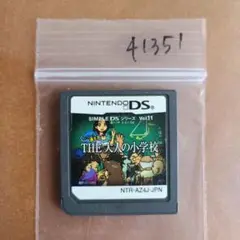 41351
NINTENDO DS
SIMPLE DSシリーズ Vol.31
THE 大人の小学校
NTR-AZ4J-JPN